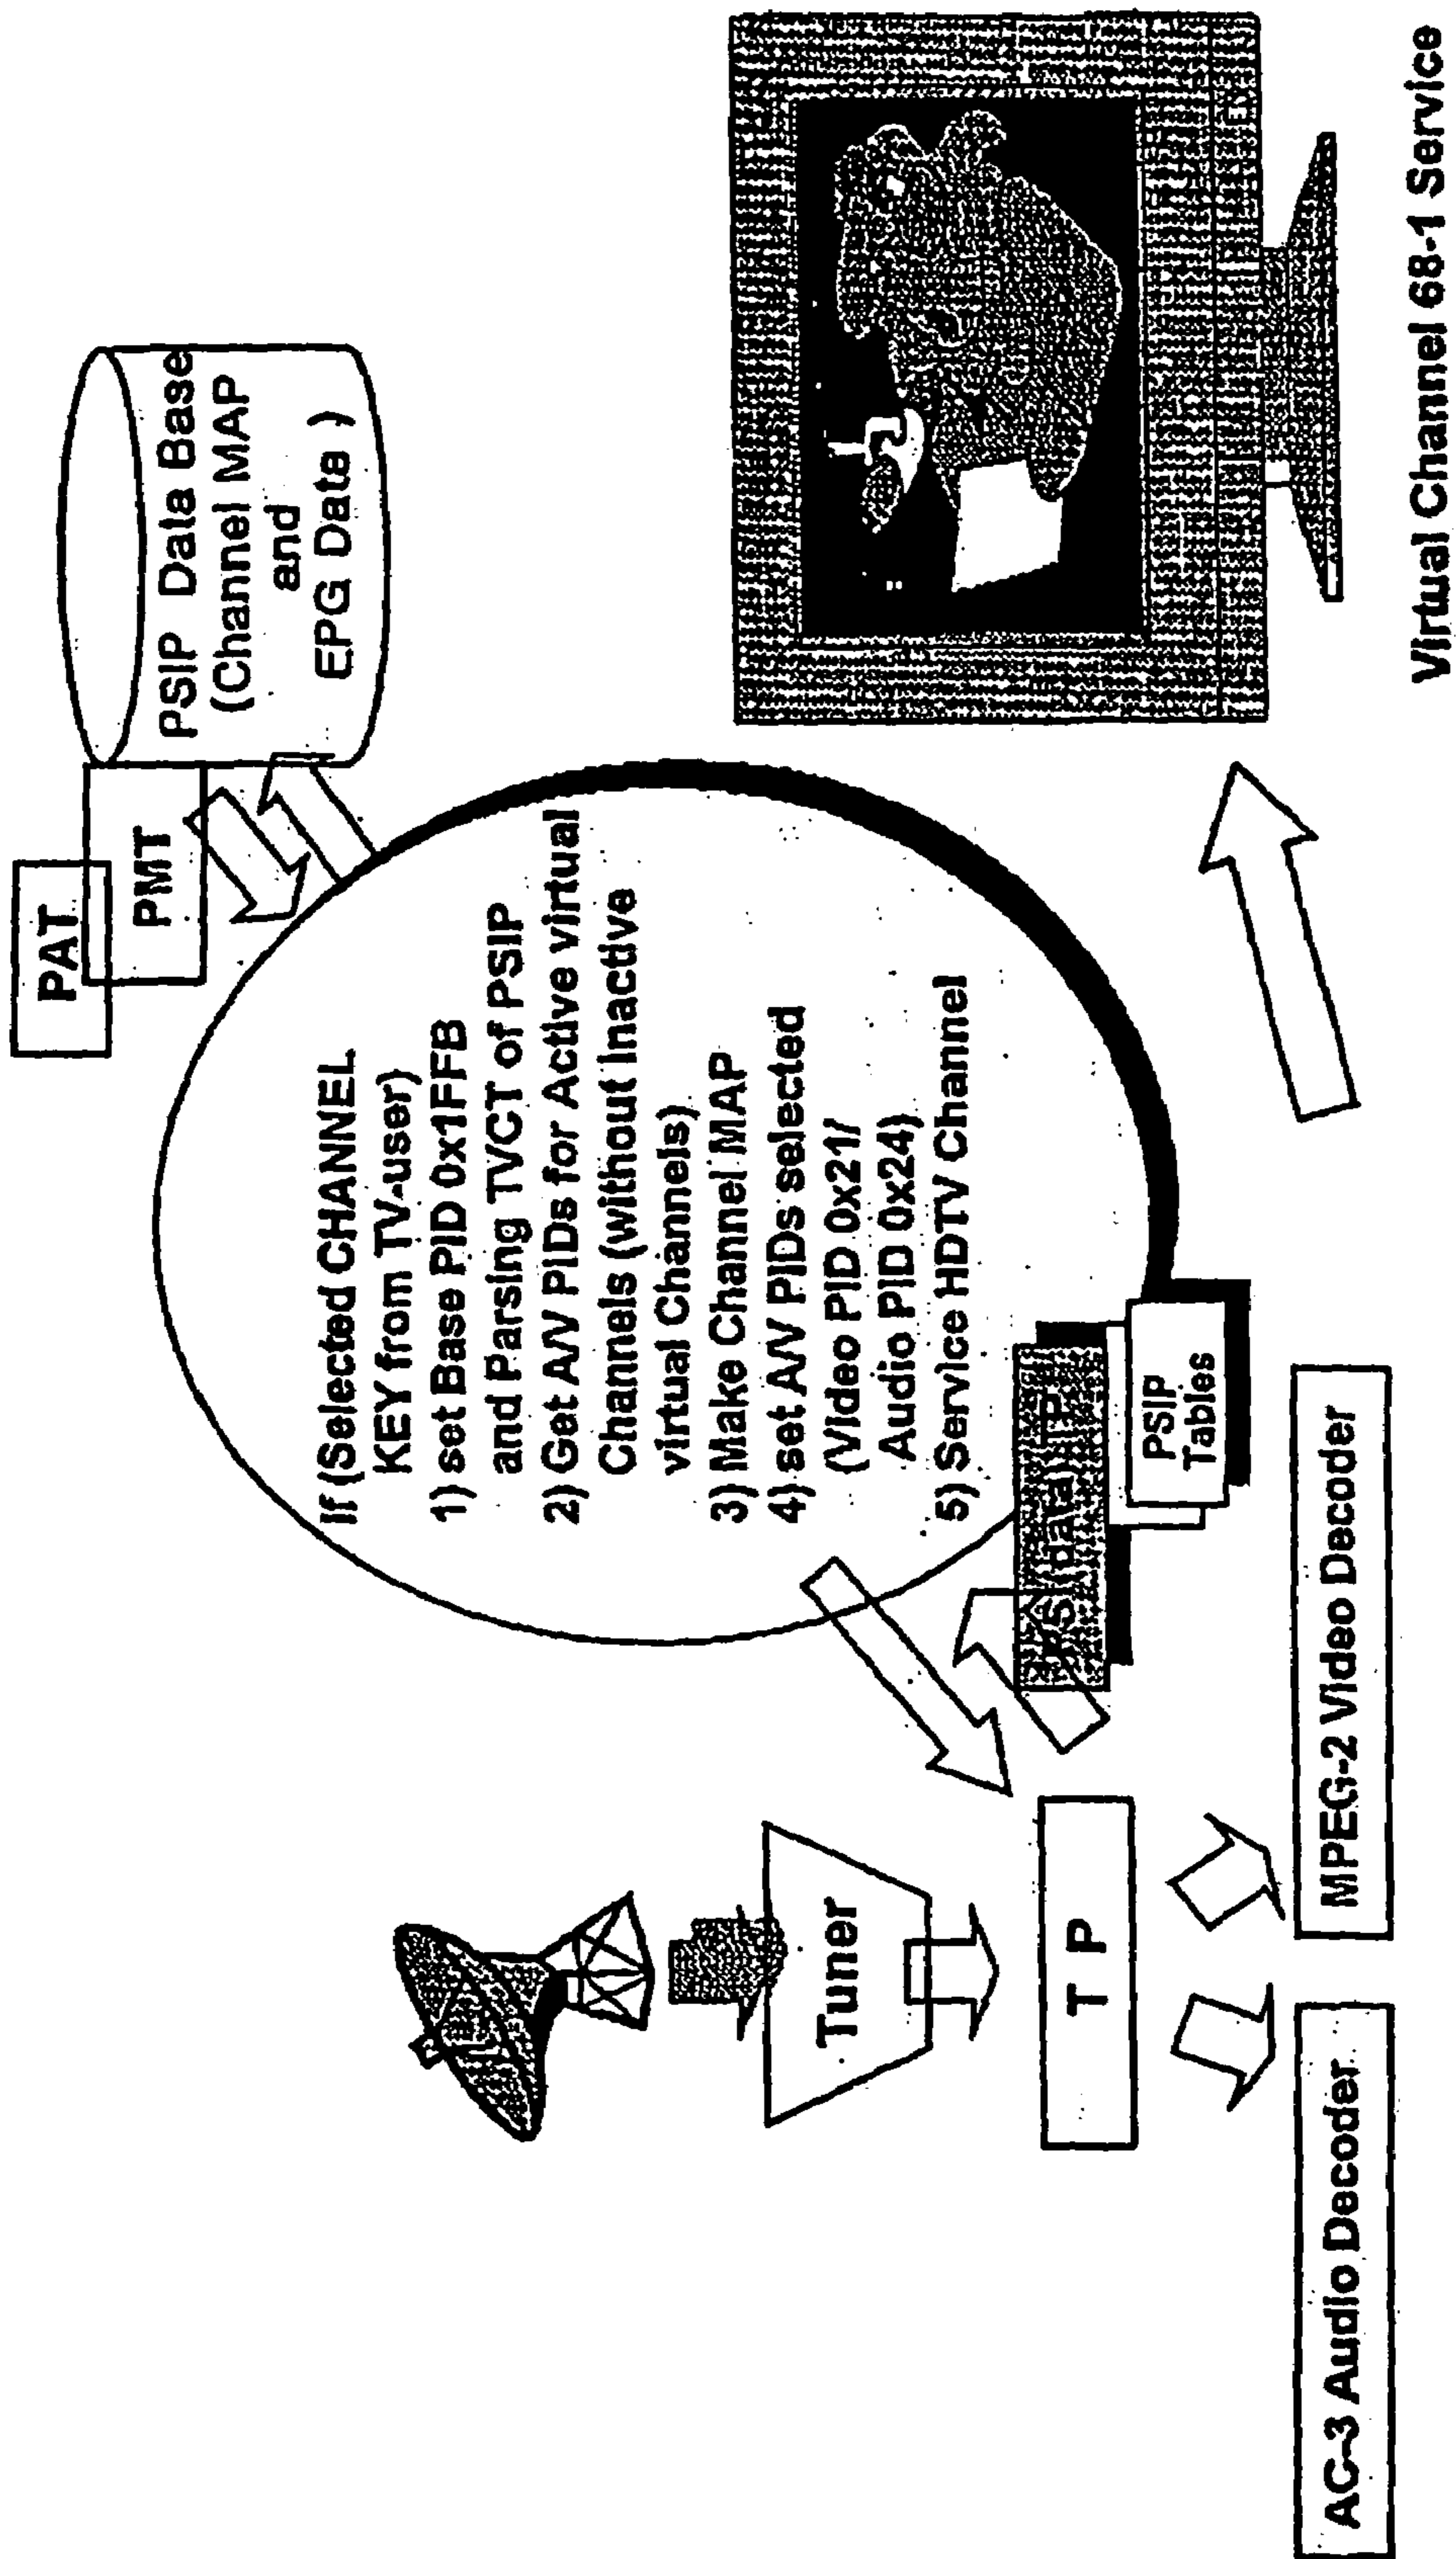 PAT
PMT
PSIP Data Base
(Channel MAP
and
EPG Data )
If (Selected CHANNEL
KEY from TV-user)
1) set Base PID 0x1FFB
and Parsing TVCT of PSIP
2) Get A/V PIDs for Active virtual
Channels (without Inactive
virtual Channels)
3) Make Channel MAP
4) set A/V PIDs selected
(Video PID 0x21/
Audio PID 0x24)
5) Service HDTV Channel
Tuner
T P
PSIP
Tables
AC-3 Audio Decoder
MPEG-2 Video Decoder
Virtual Channel 68-1 Service